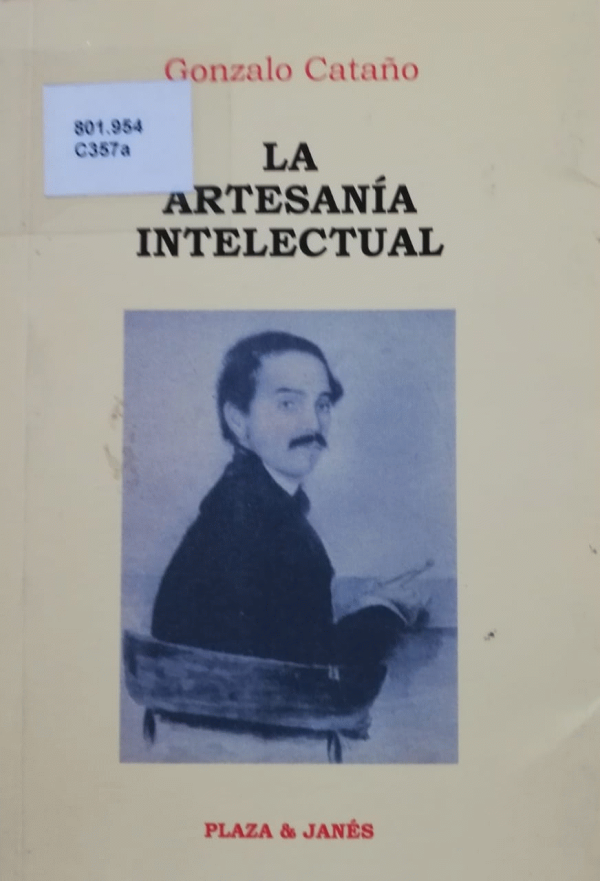 Gonzalo Cataño
801.954
C357a
LA
ARTESANÍA
INTELECTUAL
PLAZA & JANÉS